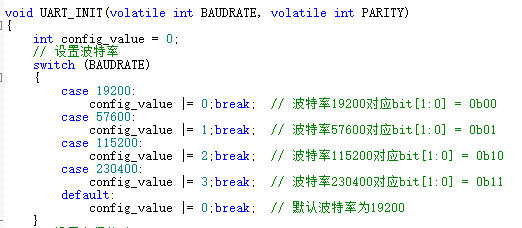 void UART_INIT(volatile int BAUDRATE, volatile int PARITY)
{
    int config_value = 0;
    // 设置波特率
    switch (BAUDRATE)
    {
        case 19200:
            config_value |= 0;break;  // 波特率19200对应bit[1:0] = 0b00
        case 57600:
            config_value |= 1;break;  // 波特率57600对应bit[1:0] = 0b01
        case 115200:
            config_value |= 2;break;  // 波特率115200对应bit[1:0] = 0b10
        case 230400:
            config_value |= 3;break;  // 波特率230400对应bit[1:0] = 0b11
        default:
            config_value |= 0;break;  // 默认波特率为19200
    }